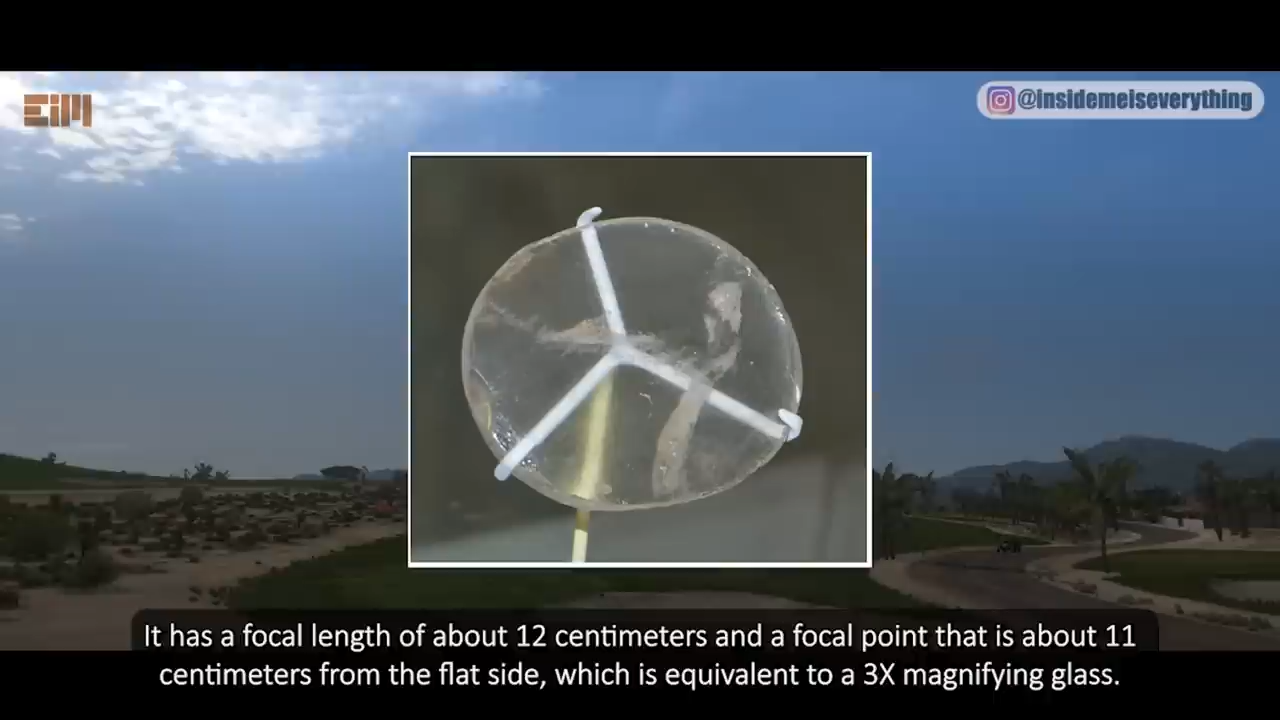 EiM
@insidemeiseverything
It has a focal length of about 12 centimeters and a focal point that is about 11
centimeters from the flat side, which is equivalent to a 3X magnifying glass.